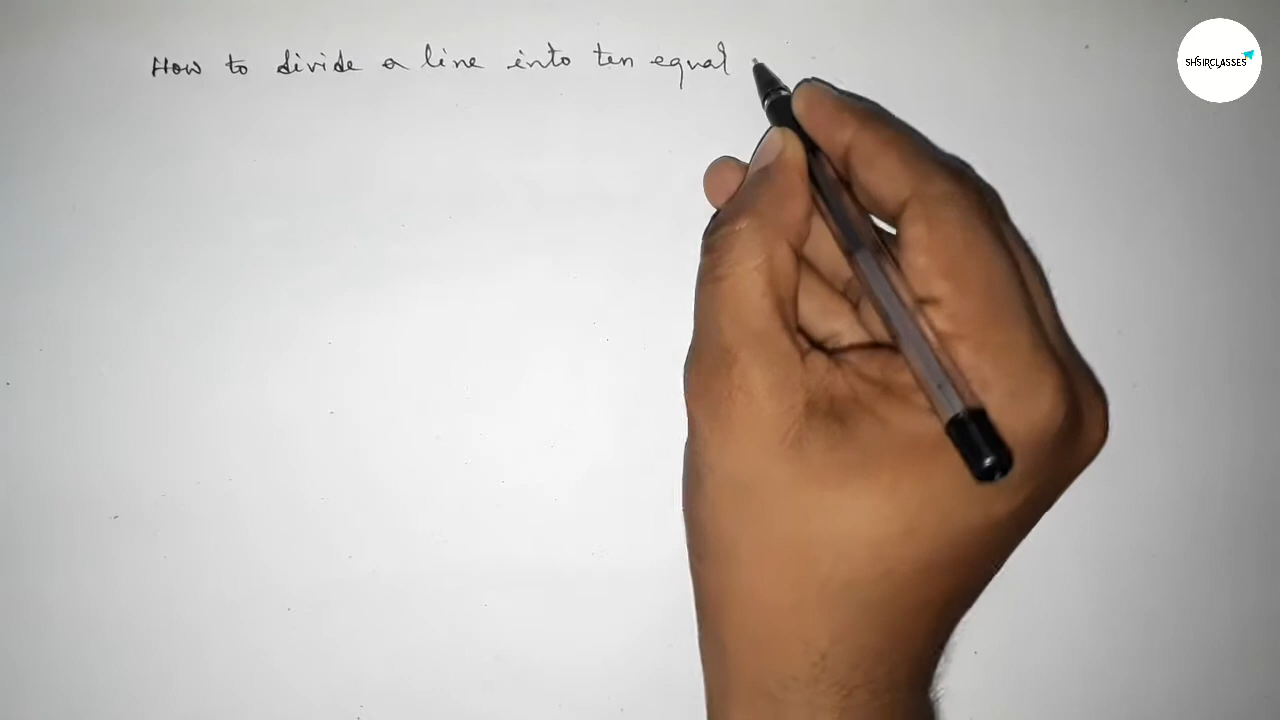 How to divide a line into ten equal
SHSIRCLASSES